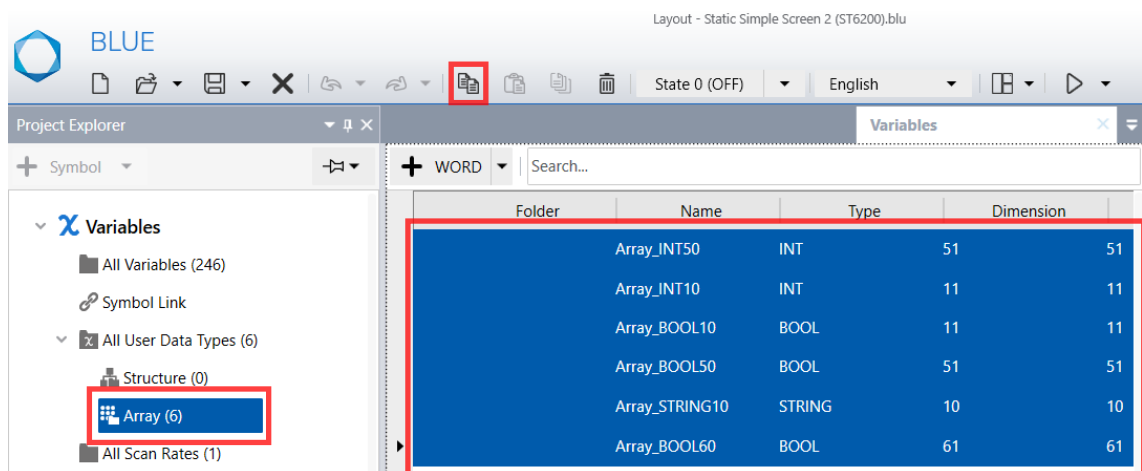 Layout - Static Simple Screen 2 (ST6200).blu
BLUE
State 0 (OFF) English
Project Explorer
Variables
Symbol
WORD Search...
Folder Name Type Dimension
Variables
All Variables (246)
Symbol Link
All User Data Types (6)
Structure (0)
Array (6)
All Scan Rates (1)
Array_INT50 INT 51 51
Array_INT10 INT 11 11
Array_BOOL10 BOOL 11 11
Array_BOOL50 BOOL 51 51
Array_STRING10 STRING 10 10
Array_BOOL60 BOOL 61 61